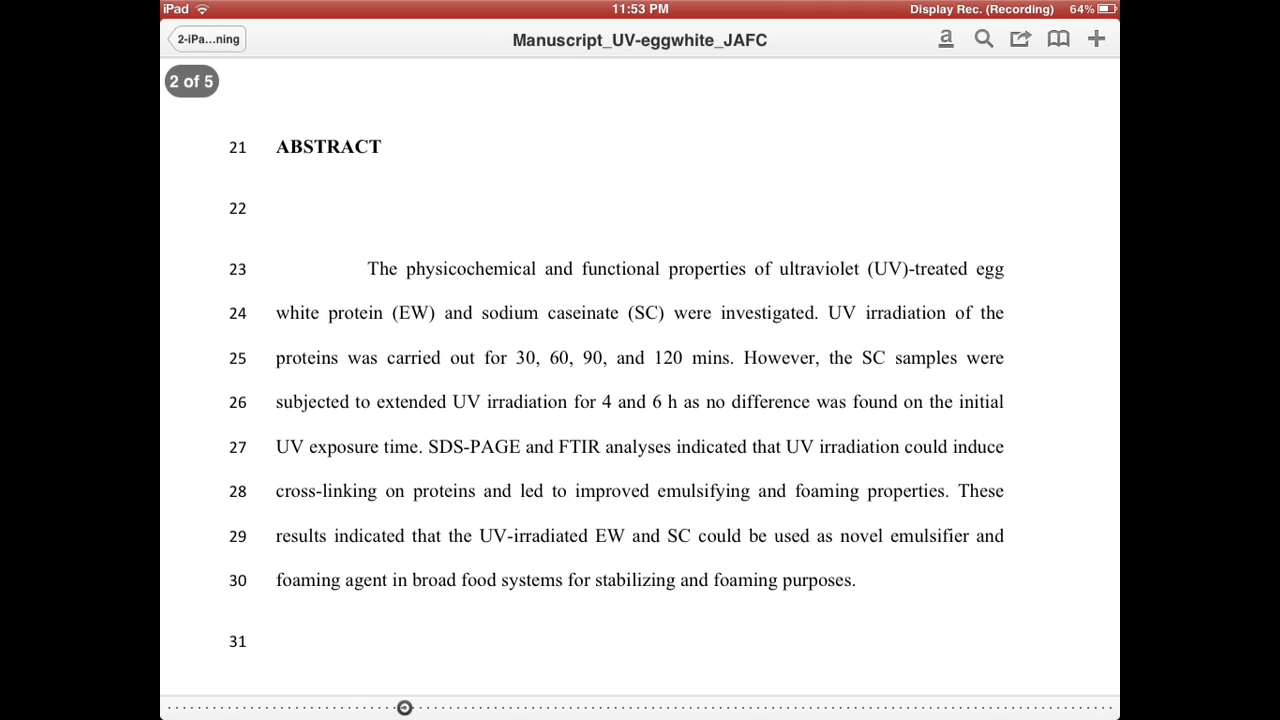 iPad 11:53 PM Display Rec. (Recording) 64%
2-iPa...ning Manuscript_UV-eggwhite_JAFC a
2 of 5
21 ABSTRACT
22
23 The physicochemical and functional properties of ultraviolet (UV)-treated egg
24 white protein (EW) and sodium caseinate (SC) were investigated. UV irradiation of the
25 proteins was carried out for 30, 60, 90, and 120 mins. However, the SC samples were
26 subjected to extended UV irradiation for 4 and 6 h as no difference was found on the initial
27 UV exposure time. SDS-PAGE and FTIR analyses indicated that UV irradiation could induce
28 cross-linking on proteins and led to improved emulsifying and foaming properties. These
29 results indicated that the UV-irradiated EW and SC could be used as novel emulsifier and
30 foaming agent in broad food systems for stabilizing and foaming purposes.
31